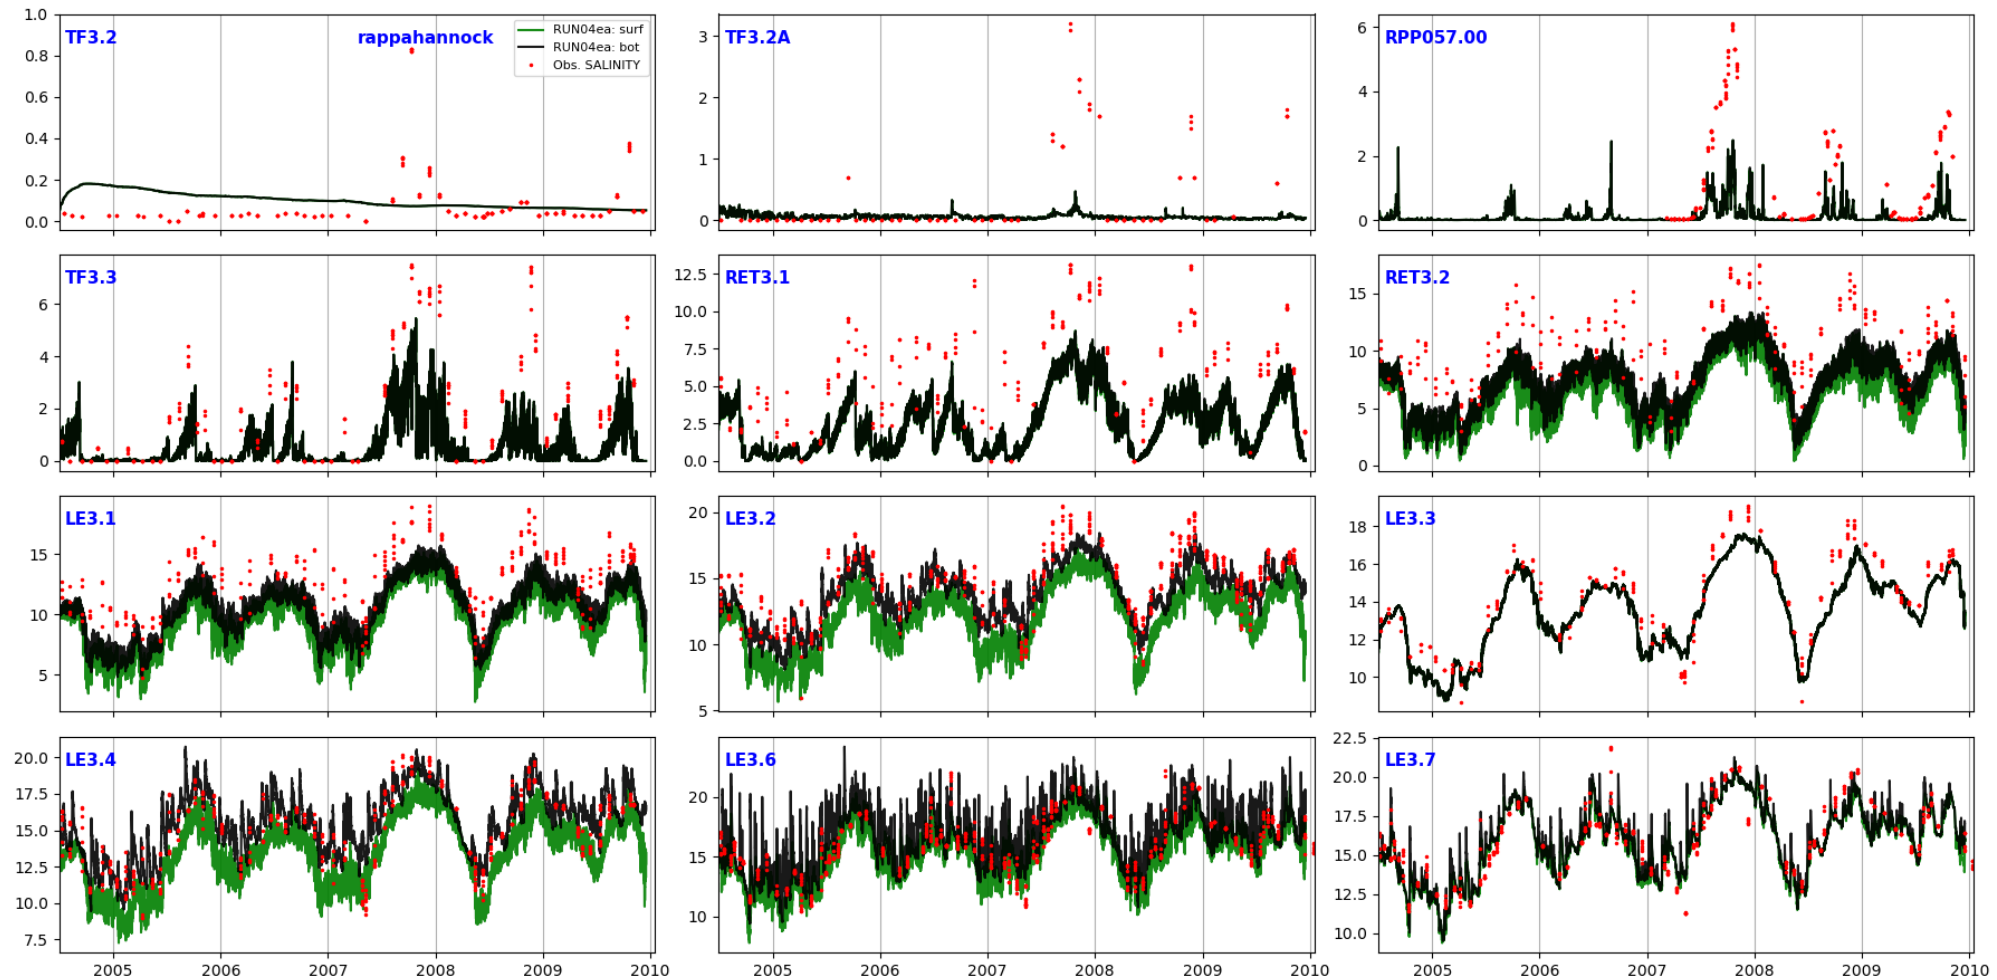 TF3.2
rappahannock
RUN04ea: surf
RUN04ea: bot
Obs. SALINITY
1.0
0.8
0.6
0.4
0.2
0.0
TF3.2A
3
2
1
0
RPP057.00
6
4
2
0
TF3.3
6
4
2
0
RET3.1
12.5
10.0
7.5
5.0
2.5
0.0
RET3.2
15
10
5
0
LE3.1
15
10
5
LE3.2
20
15
10
5
LE3.3
18
16
14
12
10
LE3.4
20.0
17.5
15.0
12.5
10.0
7.5
2005 2006 2007 2008 2009 2010
LE3.6
20
15
10
2005 2006 2007 2008 2009 2010
LE3.7
22.5
20.0
17.5
15.0
12.5
10.0
2005 2006 2007 2008 2009 2010